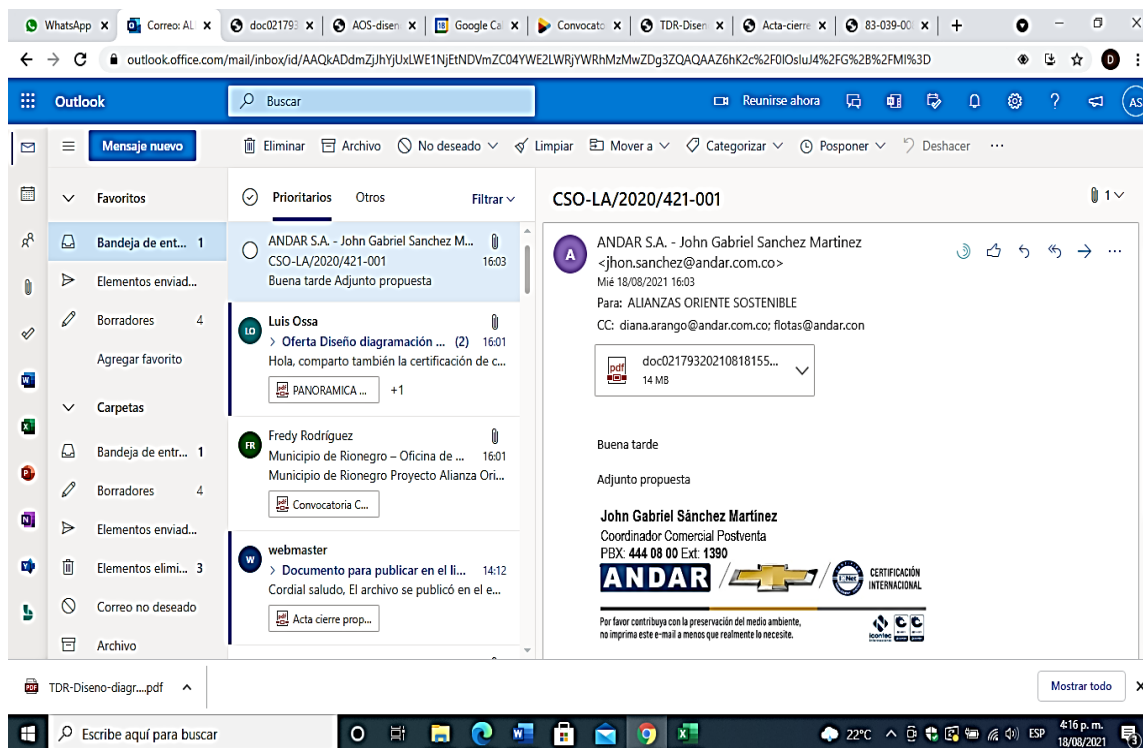 WhatsApp
Correo: AL
doc02179
AOS-disen
Google Ca
Convocato
TDR-Disen
Acta-cierre
83-039-00
outlook.office.com/mail/inbox/id/
Outlook
Buscar
Reunirse ahora
AS
Mensaje nuevo
Eliminar
Archivo
No deseado
Limpiar
Mover a
Categorizar
Posponer
Deshacer
Favoritos
Bandeja de ent... 1
Elementos enviad...
Borradores 4
Agregar favorito
Carpetas
Bandeja de entr... 1
Borradores 4
Elementos enviad...
Elementos elimi... 3
Correo no deseado
Archivo
Prioritarios
Otros
Filtrar
ANDAR S.A. - John Gabriel Sanchez M...
CSO-LA/2020/421-001 16:03
Buena tarde Adjunto propuesta
LO
Luis Ossa
> Oferta Diseño diagramación ... (2) 16:01
Hola, comparto también la certificación de c...
PANORAMICA ... +1
FR
Fredy Rodríguez
Municipio de Rionegro – Oficina de ... 16:01
Municipio de Rionegro Proyecto Alianza Ori...
Convocatoria C...
W
webmaster
> Documento para publicar en el li... 14:12
Cordial saludo, El archivo se publicó en el e...
Acta cierre prop...
CSO-LA/2020/421-001
1
A
ANDAR S.A. - John Gabriel Sanchez Martinez
<jhon.sanchez@andar.com.co>
Mié 18/08/2021 16:03
Para: ALIANZAS ORIENTE SOSTENIBLE
CC: diana.arango@andar.com.co; flotas@andar.con
doc02179320210818155...
14 MB
Buena tarde
Adjunto propuesta
John Gabriel Sánchez Martínez
Coordinador Comercial Postventa
PBX: 444 08 00 Ext: 1390
ANDAR
CERTIFICACIÓN
INTERNACIONAL
Por favor contribuya con la preservación del medio ambiente,
no imprima este e-mail a menos que realmente lo necesite.
icontec
TDR-Diseno-diagr....pdf
Mostrar todo
Escribe aquí para buscar
22°C
ESP
4:16 p. m.
18/08/2021